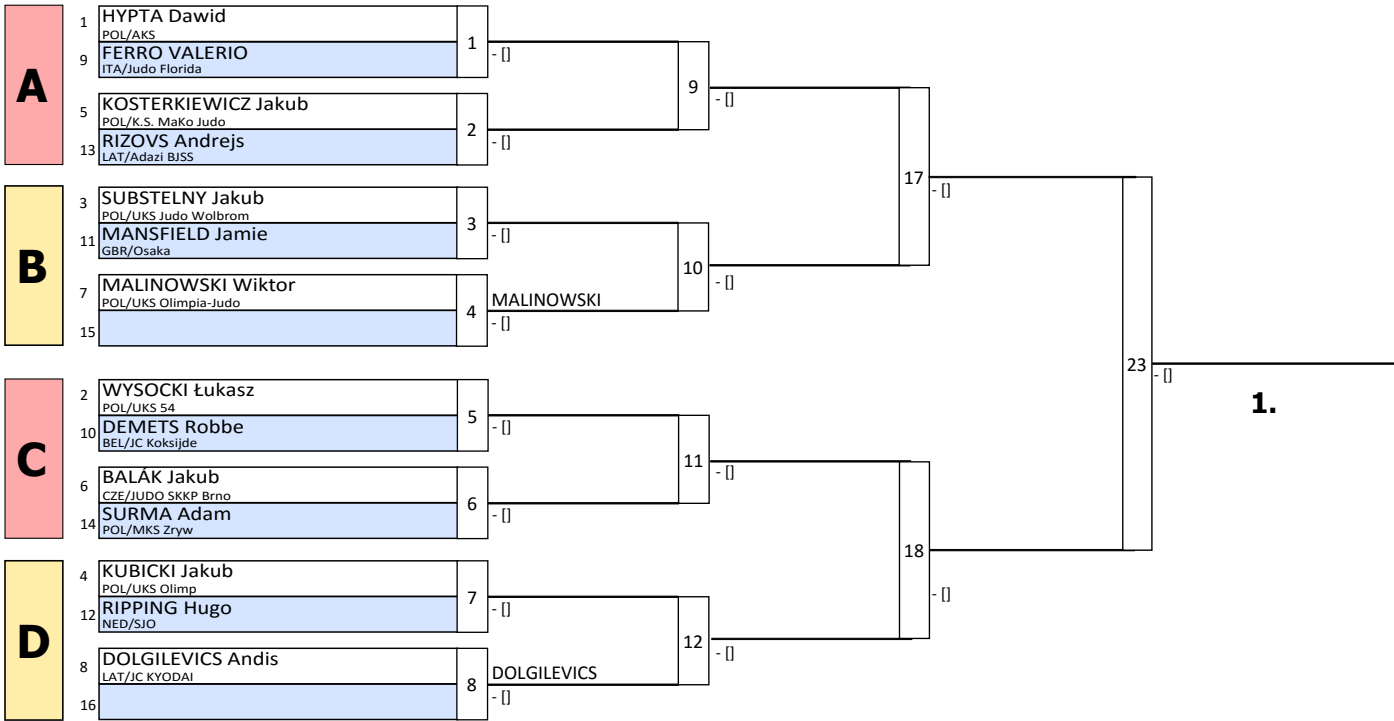 A
1 HYPTA Dawid
POL/AKS
9 FERRO VALERIO
ITA/Judo Florida
1
- []
5 KOSTERKIEWICZ Jakub
POL/K.S. MaKo Judo
13 RIZOVS Andrejs
LAT/Adazi BJSS
2
- []
9
- []
B
3 SUBSTELNY Jakub
POL/UKS Judo Wolbrom
11 MANSFIELD Jamie
GBR/Osaka
3
- []
7 MALINOWSKI Wiktor
POL/UKS Olimpia-Judo
15
4
MALINOWSKI
- []
10
- []
17
- []
C
2 WYSOCKI Łukasz
POL/UKS 54
10 DEMETS Robbe
BEL/JC Koksijde
5
- []
6 BALÁK Jakub
CZE/JUDO SKKP Brno
14 SURMA Adam
POL/MKS Zryw
6
- []
11
- []
D
4 KUBICKI Jakub
POL/UKS Olimp
12 RIPPING Hugo
NED/SJO
7
- []
8 DOLGILEVICS Andis
LAT/JC KYODAI
16
8
DOLGILEVICS
- []
12
- []
18
- []
23
- []
1.